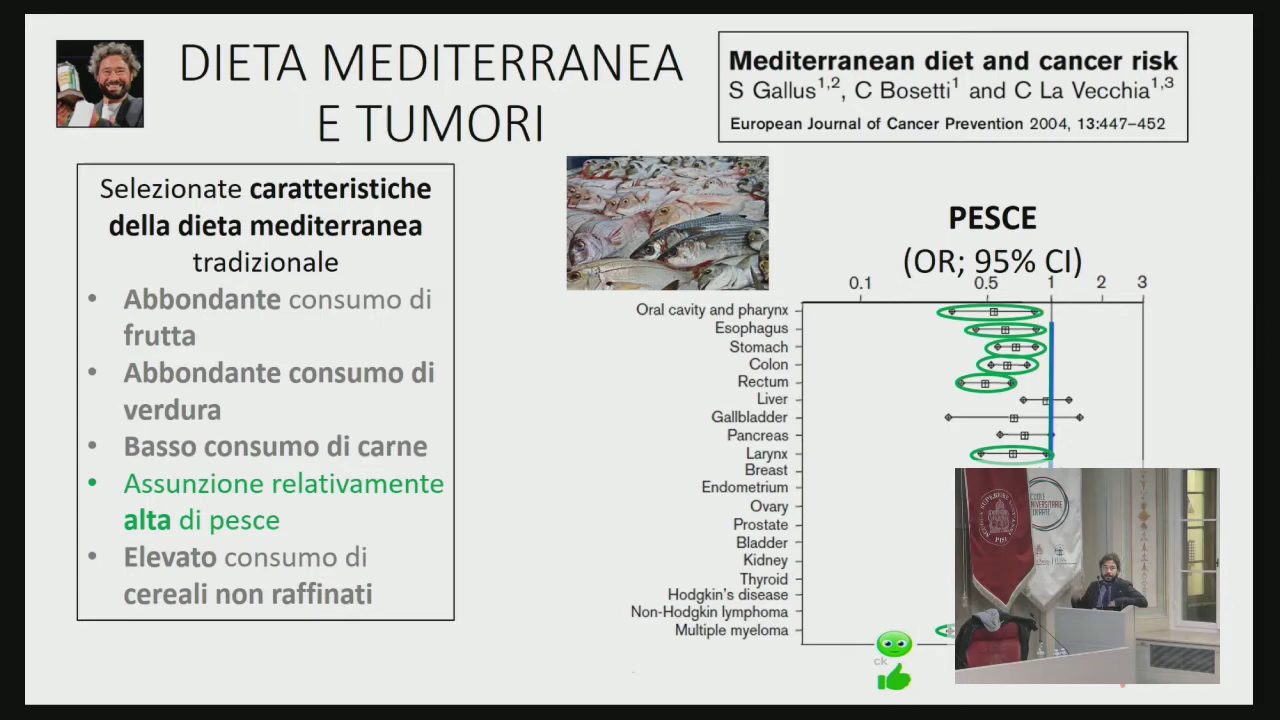 DIETA MEDITERRANEA
E TUMORI
Mediterranean diet and cancer risk
S Gallus1,2, C Bosetti1 and C La Vecchia1,3
European Journal of Cancer Prevention 2004, 13:447–452
Selezionate caratteristiche
della dieta mediterranea
tradizionale
• Abbondante consumo di
frutta
• Abbondante consumo di
verdura
• Basso consumo di carne
• Assunzione relativamente
alta di pesce
• Elevato consumo di
cereali non raffinati
PESCE
(OR; 95% CI)
0.1 0.5 1 2 3
Oral cavity and pharynx
Esophagus
Stomach
Colon
Rectum
Liver
Gallbladder
Pancreas
Larynx
Breast
Endometrium
Ovary
Prostate
Bladder
Kidney
Thyroid
Hodgkin's disease
Non-Hodgkin lymphoma
Multiple myeloma
ck